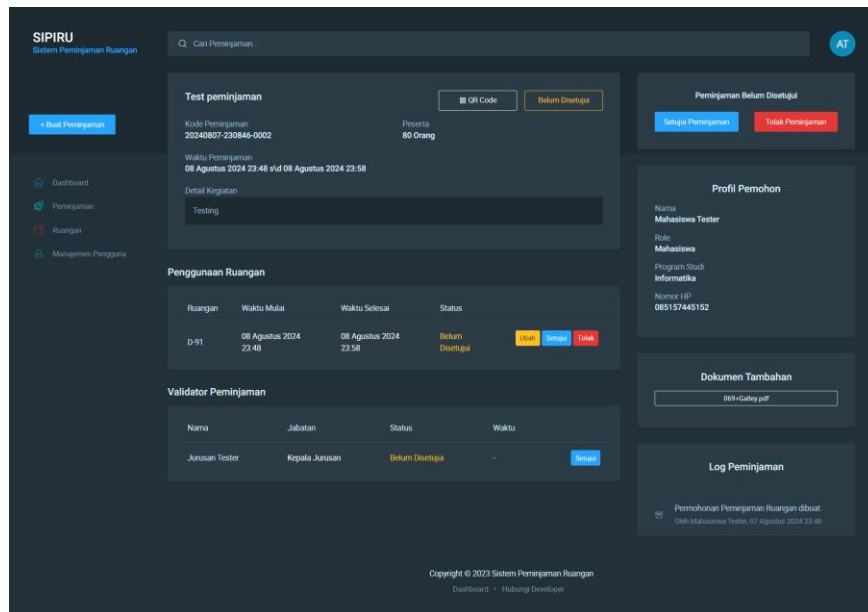 SIPIRU
Sistem Peminjaman Ruangan
Cari Peminjaman...
AT
+ Buat Peminjaman
Dashboard
Peminjaman
Ruangan
Manajemen Pengguna
Test peminjaman
QR Code
Belum Disetujui
Kode Peminjaman
20240807-230846-0002
Peserta
80 Orang
Waktu Peminjaman
08 Agustus 2024 23:48 s\d 08 Agustus 2024 23:58
Detail Kegiatan
Testing
Penggunaan Ruangan
Ruangan Waktu Mulai Waktu Selesai Status
D-91 08 Agustus 2024 23:48 08 Agustus 2024 23:58 Belum Disetujui Ubah Setujui Tolak
Validator Peminjaman
Nama Jabatan Status Waktu
Jurusan Tester Kepala Jurusan Belum Disetujui - Setujui
Peminjaman Belum Disetujui
Setujui Peminjaman Tolak Peminjaman
Profil Pemohon
Nama
Mahasiswa Tester
Role
Mahasiswa
Program Studi
Informatika
Nomor HP
085157445152
Dokumen Tambahan
069+Galley.pdf
Log Peminjaman
Permohonan Peminjaman Ruangan dibuat.
Oleh Mahasiswa Tester, 07 Agustus 2024 23:48
Copyright © 2023 Sistem Peminjaman Ruangan
Dashboard • Hubungi Developer